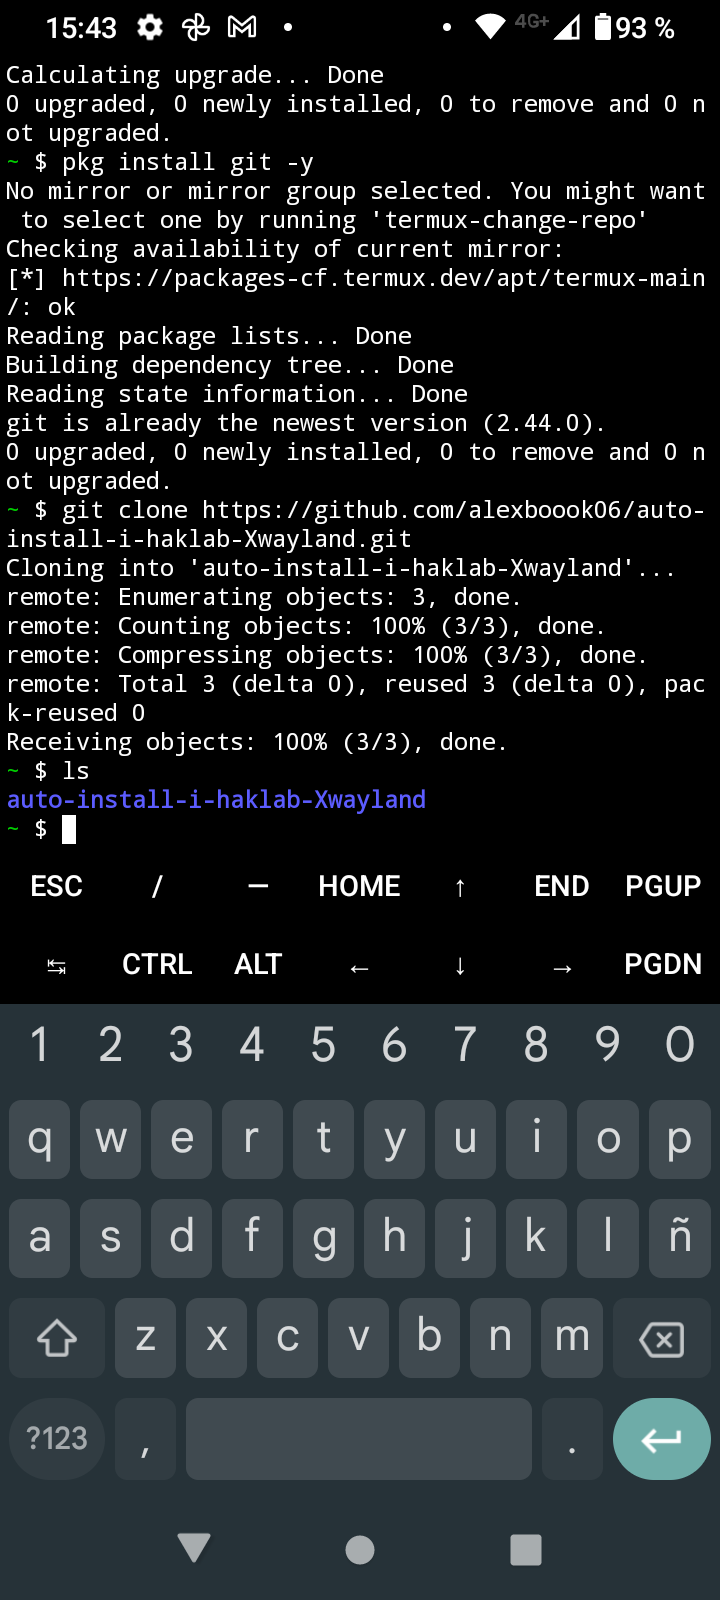 15:43 4G+ 93 %
Calculating upgrade... Done
0 upgraded, 0 newly installed, 0 to remove and 0 n
ot upgraded.
~ $ pkg install git -y
No mirror or mirror group selected. You might want
 to select one by running 'termux-change-repo'
Checking availability of current mirror:
[*] https://packages-cf.termux.dev/apt/termux-main
/: ok
Reading package lists... Done
Building dependency tree... Done
Reading state information... Done
git is already the newest version (2.44.0).
0 upgraded, 0 newly installed, 0 to remove and 0 n
ot upgraded.
~ $ git clone https://github.com/alexboook06/auto-
install-i-haklab-Xwayland.git
Cloning into 'auto-install-i-haklab-Xwayland'...
remote: Enumerating objects: 3, done.
remote: Counting objects: 100% (3/3), done.
remote: Compressing objects: 100% (3/3), done.
remote: Total 3 (delta 0), reused 3 (delta 0), pac
k-reused 0
Receiving objects: 100% (3/3), done.
~ $ ls
auto-install-i-haklab-Xwayland
~ $
ESC / — HOME ↑ END PGUP
↹ CTRL ALT ← ↓ → PGDN
1 2 3 4 5 6 7 8 9 0
q w e r t y u i o p
a s d f g h j k l ñ
z x c v b n m
?123 , .